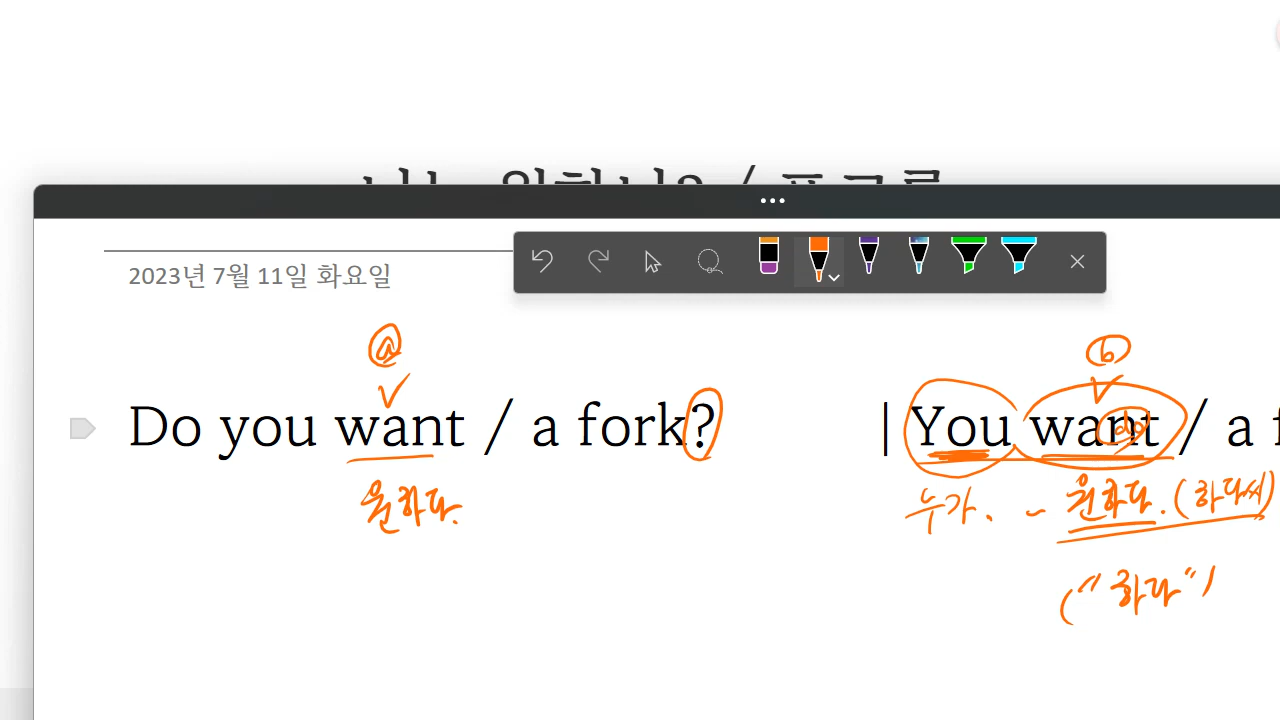 2023년 7월 11일 화요일
ⓐ
ⓑ
Do you want / a fork?
| You want / a f
do
원하다.
누가. ~ 원하다. (하다씨)
("하다")